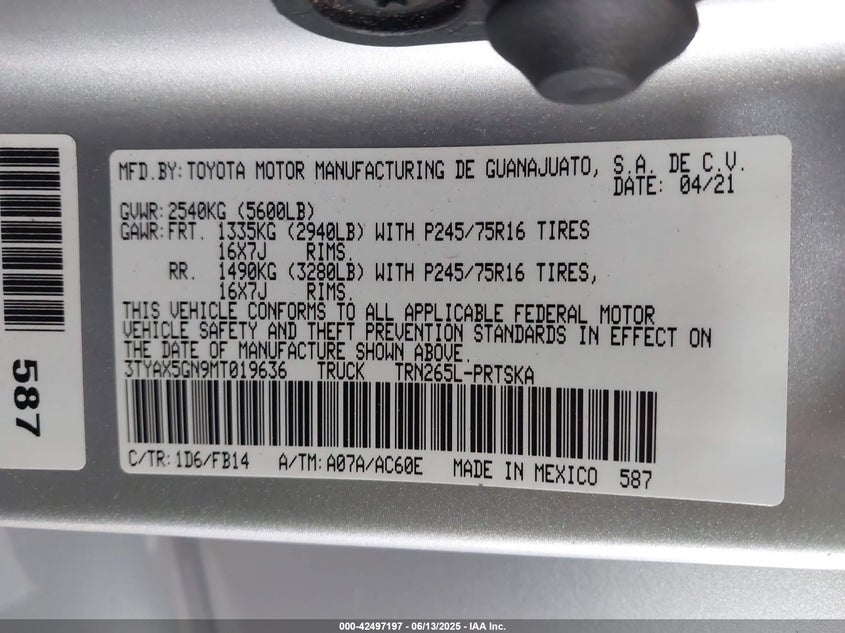 MFD.BY: TOYOTA MOTOR MANUFACTURING DE GUANAJUATO, S.A. DE C.V.
DATE: 04/21
GVWR: 2540KG (5600LB)
GAWR: FRT. 1335KG (2940LB) WITH P245/75R16 TIRES
16X7J RIMS.
RR. 1490KG (3280LB) WITH P245/75R16 TIRES,
16X7J RIMS.
THIS VEHICLE CONFORMS TO ALL APPLICABLE FEDERAL MOTOR
VEHICLE SAFETY AND THEFT PREVENTION STANDARDS IN EFFECT ON
THE DATE OF MANUFACTURE SHOWN ABOVE.
3TYAX5GN9MT019636 TRUCK TRN265L-PRTSKA
C/TR: 1D6/FB14 A/TM: A07A/AC60E MADE IN MEXICO 587
587
000-42497197 - 06/13/2025 - IAA Inc.